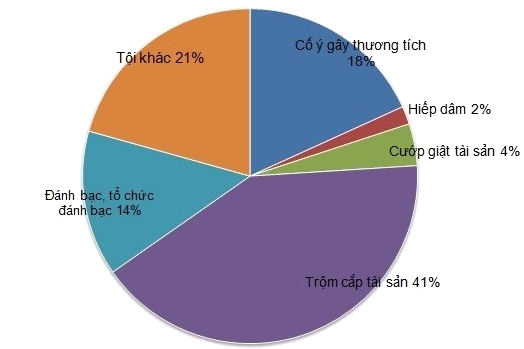 Cố ý gây thương tích
18%
Hiếp dâm 2%
Cướp giật tài sản 4%
Trộm cắp tài sản 41%
Đánh bạc, tổ chức
đánh bạc 14%
Tội khác 21%